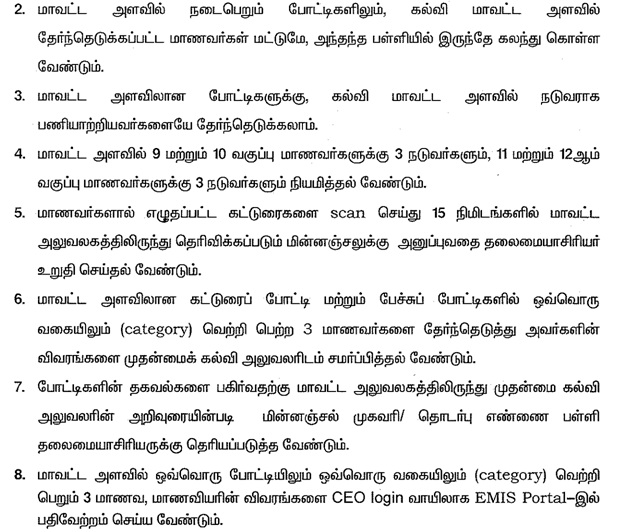 2. மாவட்ட அளவில் நடைபெறும் போட்டிகளிலும், கல்வி மாவட்ட அளவில்
தேர்ந்தெடுக்கப்பட்ட மாணவர்கள் மட்டுமே, அந்தந்த பள்ளியில் இருந்தே கலந்து கொள்ள
வேண்டும்.
3. மாவட்ட அளவிலான போட்டிகளுக்கு, கல்வி மாவட்ட அளவில் நடுவராக
பணியாற்றியவர்களையே தேர்ந்தெடுக்கலாம்.
4. மாவட்ட அளவில் 9 மற்றும் 10 வகுப்பு மாணவர்களுக்கு 3 நடுவர்களும், 11 மற்றும் 12ஆம்
வகுப்பு மாணவர்களுக்கு 3 நடுவர்களும் நியமித்தல் வேண்டும்.
5. மாணவர்களால் எழுதப்பட்ட கட்டுரைகளை scan செய்து 15 நிமிடங்களில் மாவட்ட
அலுவலகத்திலிருந்து தெரிவிக்கப்படும் மின்னஞ்சலுக்கு அனுப்புவதை தலைமையாசிரியர்
உறுதி செய்தல் வேண்டும்.
6. மாவட்ட அளவிலான கட்டுரைப் போட்டி மற்றும் பேச்சுப் போட்டிகளில் ஒவ்வொரு
வகையிலும் (category) வெற்றி பெற்ற 3 மாணவர்களை தேர்ந்தெடுத்து அவர்களின்
விவரங்களை முதன்மைக் கல்வி அலுவலரிடம் சமர்ப்பித்தல் வேண்டும்.
7. போட்டிகளின் தகவல்களை பகிர்வதற்கு மாவட்ட அலுவலகத்திலிருந்து முதன்மை கல்வி
அலுவலரின் அறிவுரையின்படி மின்னஞ்சல் முகவரி/ தொடர்பு எண்ணை பள்ளி
தலைமையாசிரியருக்கு தெரியப்படுத்த வேண்டும்.
8. மாவட்ட அளவில் ஒவ்வொரு போட்டியிலும் ஒவ்வொரு வகையிலும் (category) வெற்றி
பெறும் 3 மாணவ, மாணவியரின் விவரங்களை CEO login வாயிலாக EMIS Portal–இல்
பதிவேற்றம் செய்ய வேண்டும்.